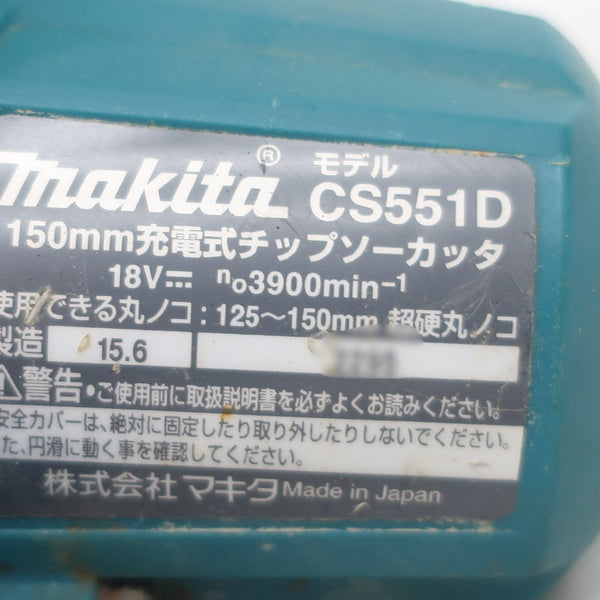 makita® モデル CS551D
150mm充電式チップソーカッタ
18V⎓ n₀3900min⁻¹
使用できる丸ノコ:125〜150mm 超硬丸ノコ
製造 15.6
⚠警告・ご使用前に取扱説明書を必ずよくお読みください。
安全カバーは、絶対に固定したり取り外したりしないでください。
また、円滑に動く事を確認してください。
株式会社 マキタ Made in Japan